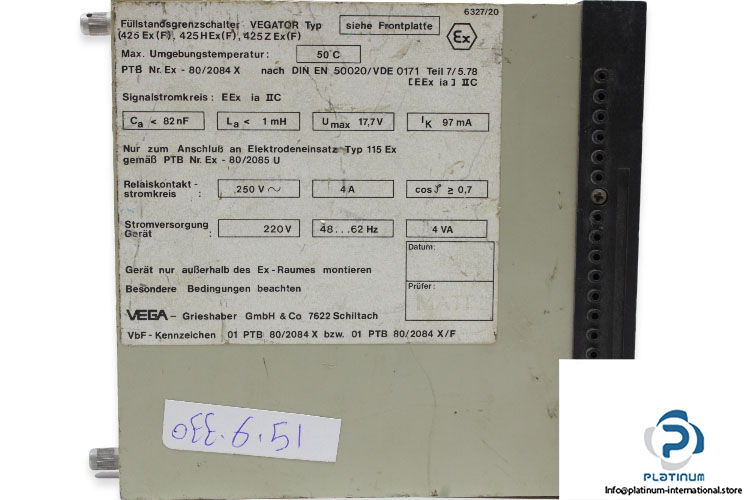 6327/20
Füllstandsgrenzschalter VEGATOR Typ siehe Frontplatte
(425 Ex (F), 425 H Ex (F), 425 Z Ex (F) Ex
Max. Umgebungstemperatur: 50°C
PTB Nr. Ex - 80/2084 X nach DIN EN 50020/VDE 0171 Teil 7/5.78
[EEx ia] IIC
Signalstromkreis: EEx ia IIC
Ca < 82 nF La < 1 mH Umax 17,7 V IK 97 mA
Nur zum Anschluß an Elektrodeneinsatz Typ 115 Ex
gemäß PTB Nr. Ex - 80/2085 U
Relaiskontakt-
stromkreis: 250 V ~ 4 A cos φ ≥ 0,7
Stromversorgung
Gerät: 220 V 48...62 Hz 4 VA
Datum:
Gerät nur außerhalb des Ex-Raumes montieren
Besondere Bedingungen beachten
Prüfer:
VEGA - Grieshaber GmbH & Co 7622 Schiltach
VbF - Kennzeichen 01 PTB 80/2084 X bzw. 01 PTB 80/2084 X/F
15.9.330
PLATINUM
Info@platinum-international.store